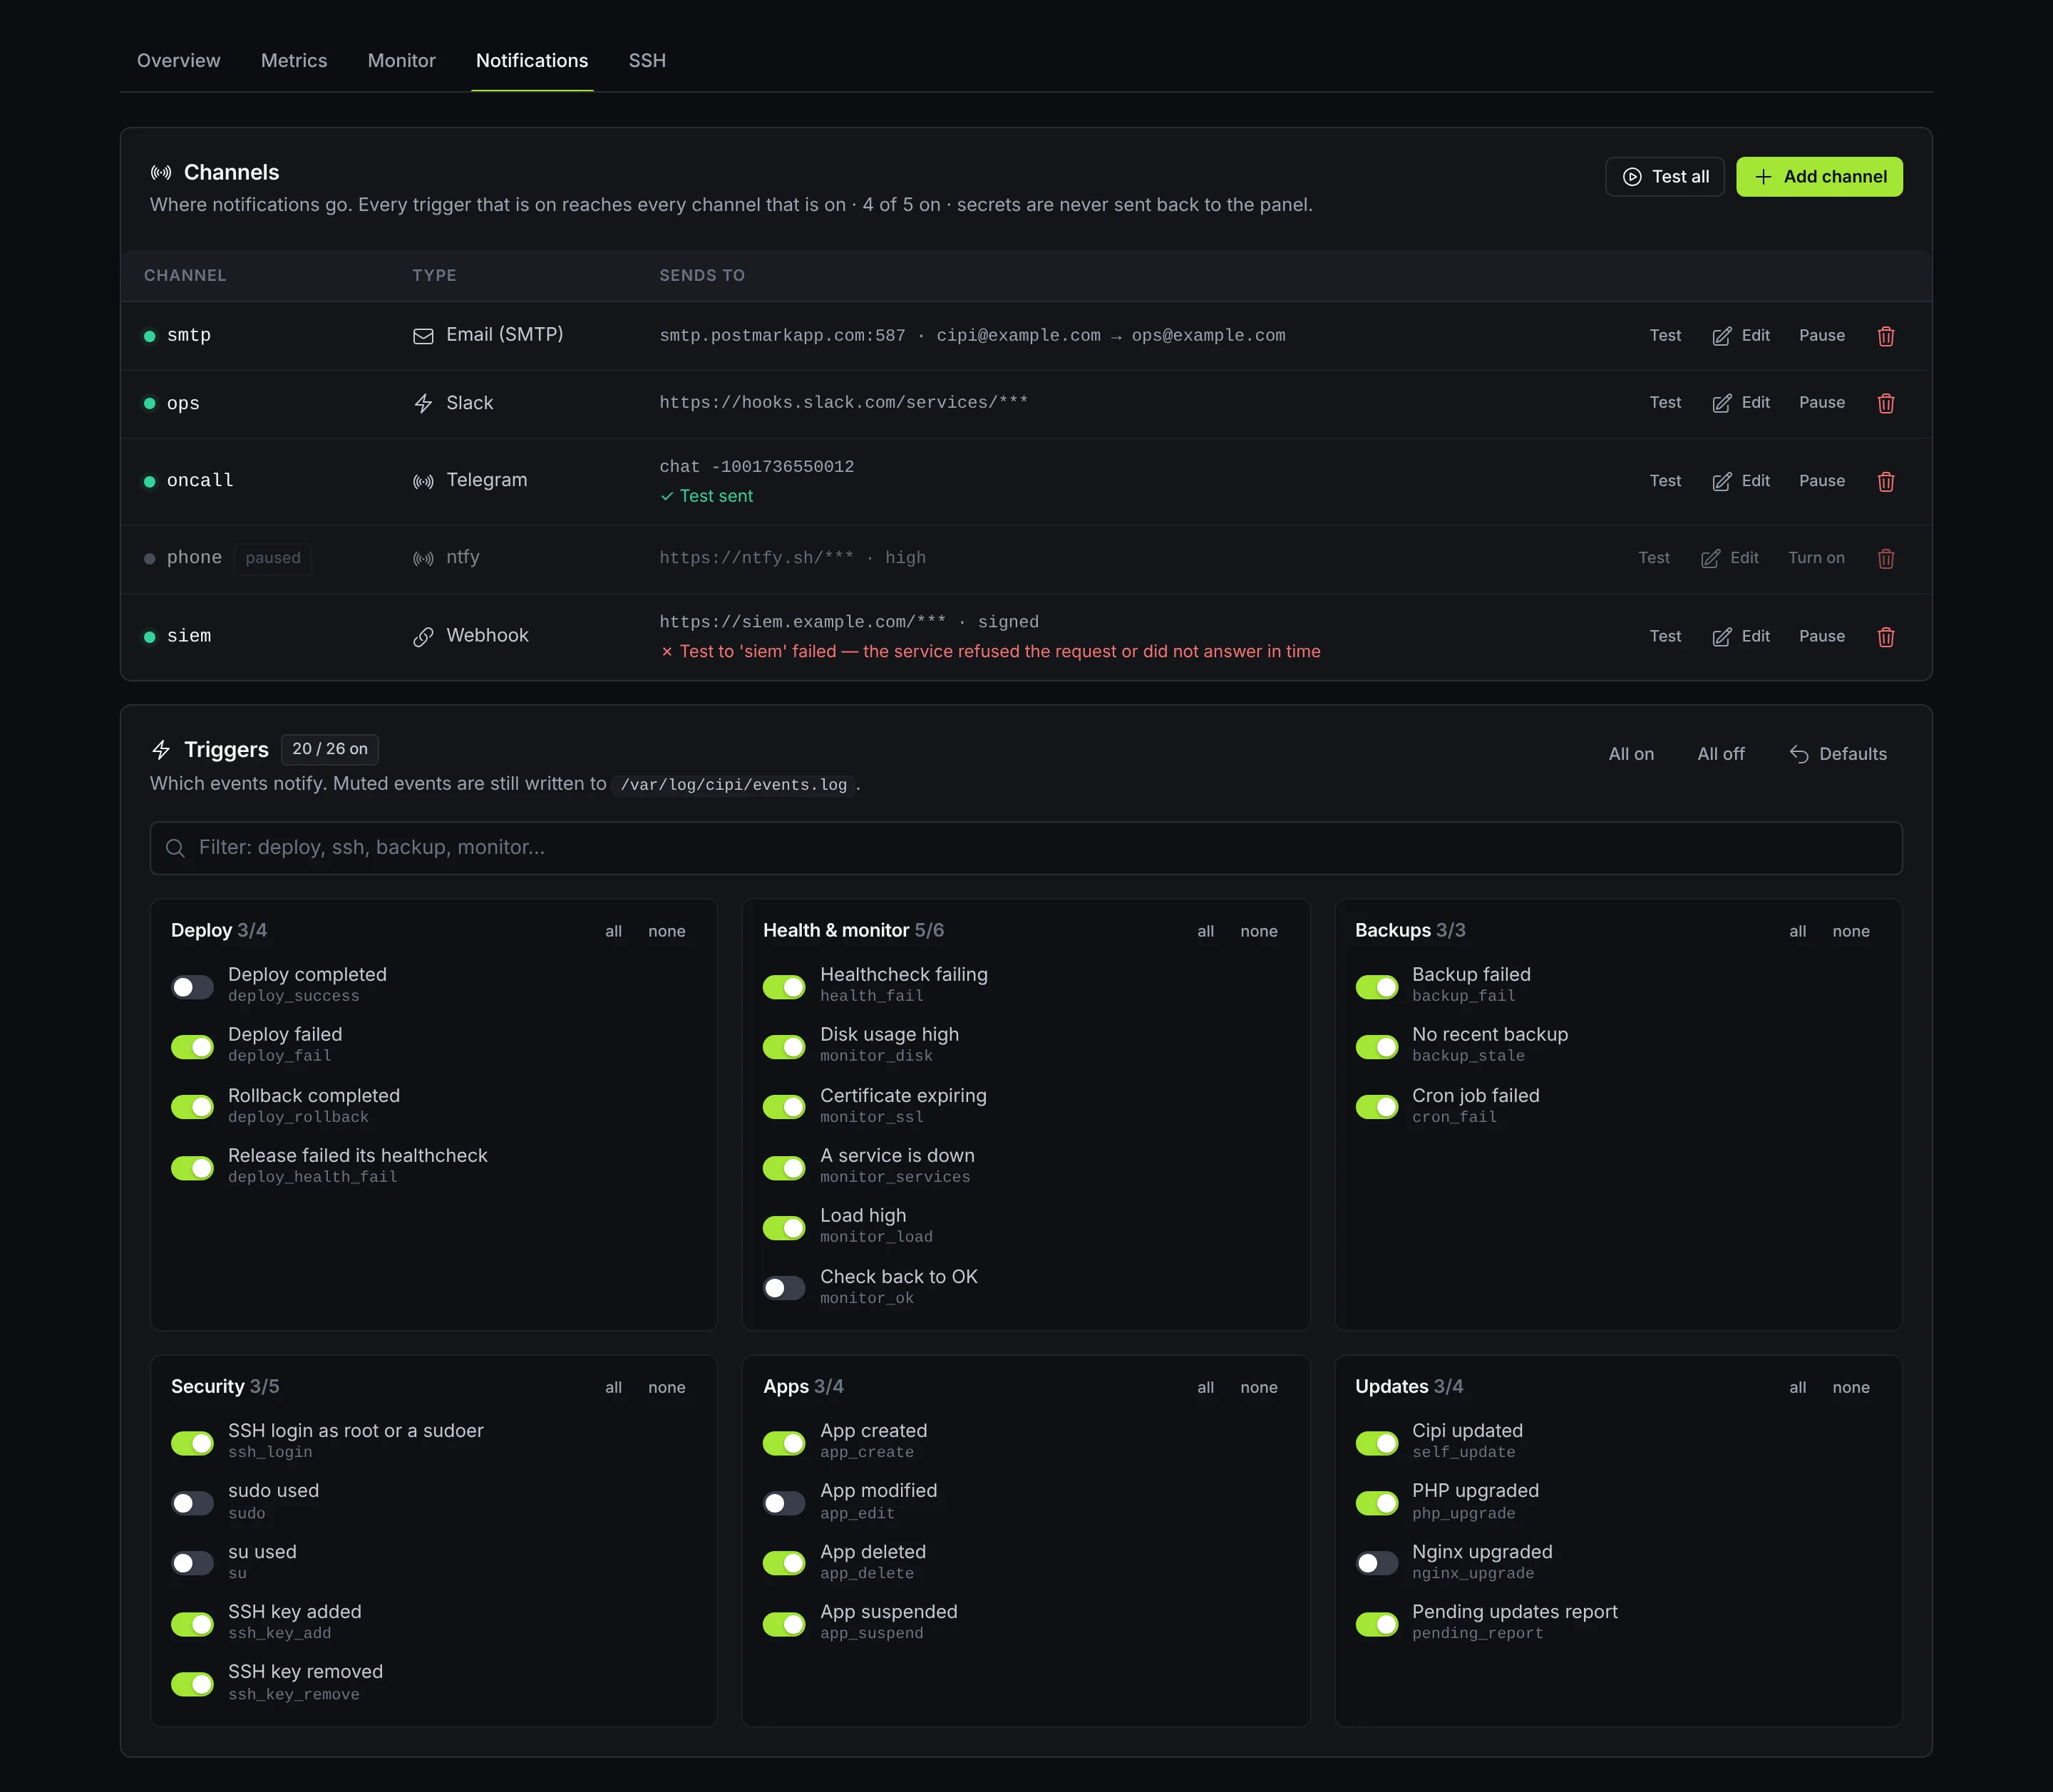 Overview Metrics Monitor Notifications SSH
Channels
Test all
Add channel
Where notifications go. Every trigger that is on reaches every channel that is on · 4 of 5 on · secrets are never sent back to the panel.
CHANNEL TYPE SENDS TO
smtp Email (SMTP) smtp.postmarkapp.com:587 · cipi@example.com → ops@example.com Test Edit Pause
ops Slack https://hooks.slack.com/services/*** Test Edit Pause
oncall Telegram chat -1001736550012 Test Edit Pause
✓ Test sent
phone paused ntfy https://ntfy.sh/*** · high Test Edit Turn on
siem Webhook https://siem.example.com/*** · signed Test Edit Pause
× Test to 'siem' failed — the service refused the request or did not answer in time
Triggers 20 / 26 on
All on All off Defaults
Which events notify. Muted events are still written to /var/log/cipi/events.log .
Filter: deploy, ssh, backup, monitor...
Deploy 3/4 all none
Deploy completed
deploy_success
Deploy failed
deploy_fail
Rollback completed
deploy_rollback
Release failed its healthcheck
deploy_health_fail
Health & monitor 5/6 all none
Healthcheck failing
health_fail
Disk usage high
monitor_disk
Certificate expiring
monitor_ssl
A service is down
monitor_services
Load high
monitor_load
Check back to OK
monitor_ok
Backups 3/3 all none
Backup failed
backup_fail
No recent backup
backup_stale
Cron job failed
cron_fail
Security 3/5 all none
SSH login as root or a sudoer
ssh_login
sudo used
sudo
su used
su
SSH key added
ssh_key_add
SSH key removed
ssh_key_remove
Apps 3/4 all none
App created
app_create
App modified
app_edit
App deleted
app_delete
App suspended
app_suspend
Updates 3/4 all none
Cipi updated
self_update
PHP upgraded
php_upgrade
Nginx upgraded
nginx_upgrade
Pending updates report
pending_report